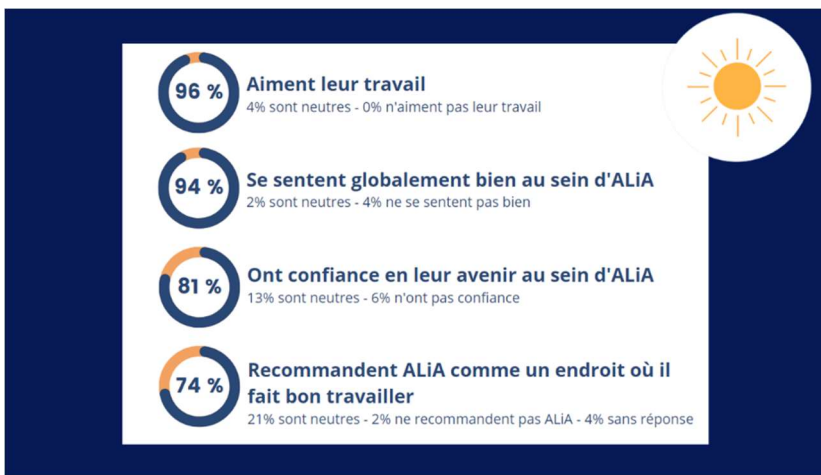 96 %
Aiment leur travail
4% sont neutres - 0% n'aiment pas leur travail
94 %
Se sentent globalement bien au sein d'ALiA
2% sont neutres - 4% ne se sentent pas bien
81 %
Ont confiance en leur avenir au sein d'ALiA
13% sont neutres - 6% n'ont pas confiance
74 %
Recommandent ALiA comme un endroit où il
fait bon travailler
21% sont neutres - 2% ne recommandent pas ALiA - 4% sans réponse